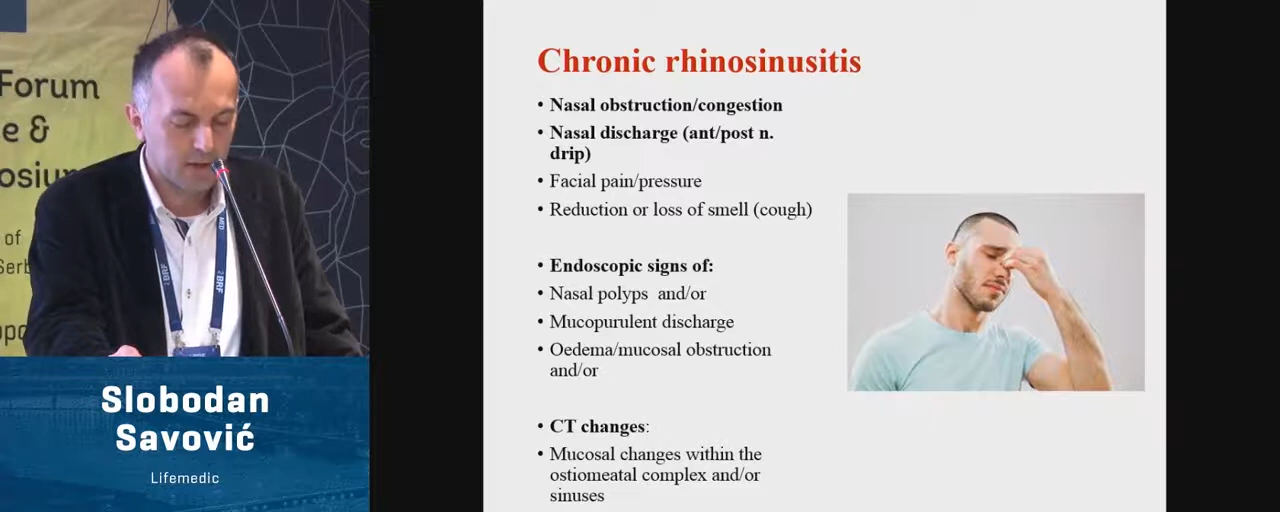 Forum
e &
of
BRF
BRF
Slobodan
Savović
Lifemedic
Chronic rhinosinusitis
• Nasal obstruction/congestion
• Nasal discharge (ant/post n.
drip)
• Facial pain/pressure
• Reduction or loss of smell (cough)
• Endoscopic signs of:
• Nasal polyps and/or
• Mucopurulent discharge
• Oedema/mucosal obstruction
and/or
• CT changes:
• Mucosal changes within the
ostiomeatal complex and/or
sinuses